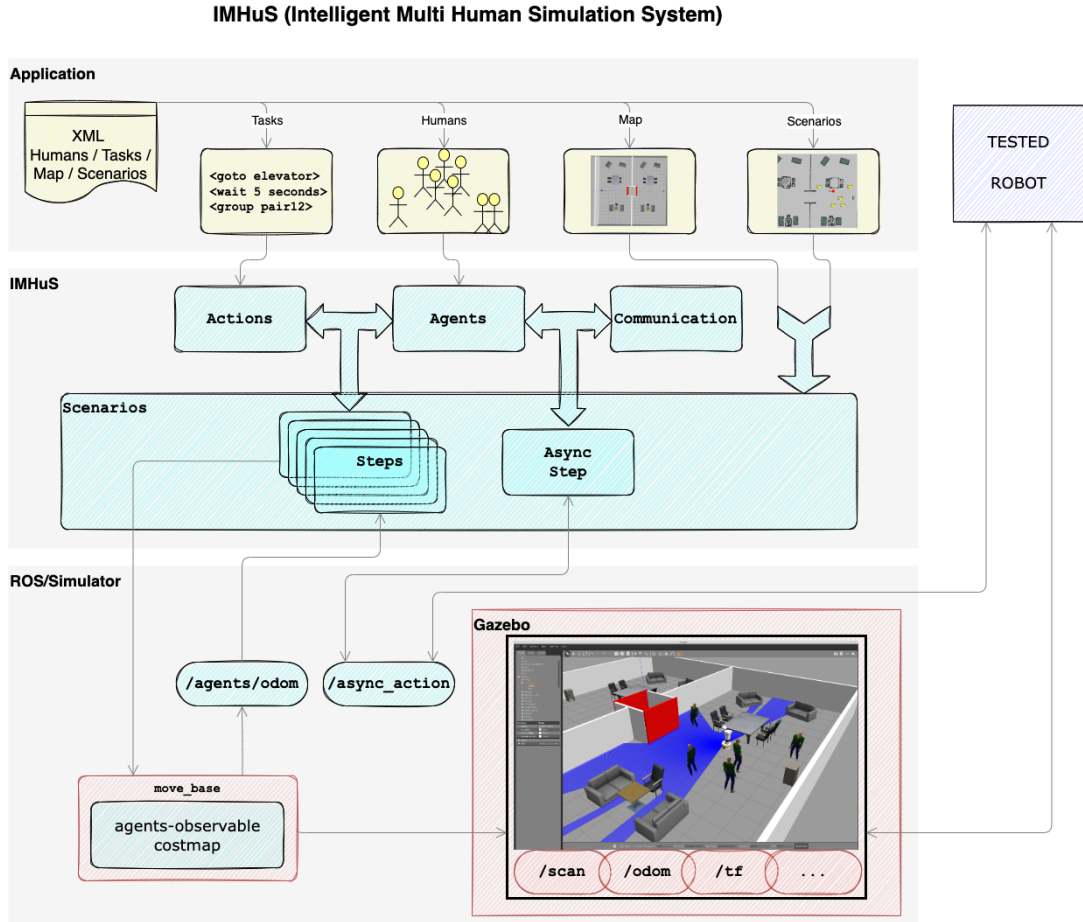 IMHuS (Intelligent Multi Human Simulation System)
Application
XML
Humans / Tasks /
Map / Scenarios
Tasks
Humans
Map
Scenarios
<goto elevator>
<wait 5 seconds>
<group pair12>
TESTED
ROBOT
IMHuS
Actions
Agents
Communication
Scenarios
Steps
Async
Step
ROS/Simulator
Gazebo
/agents/odom
/async_action
move_base
agents-observable
costmap
/scan
/odom
/tf
...